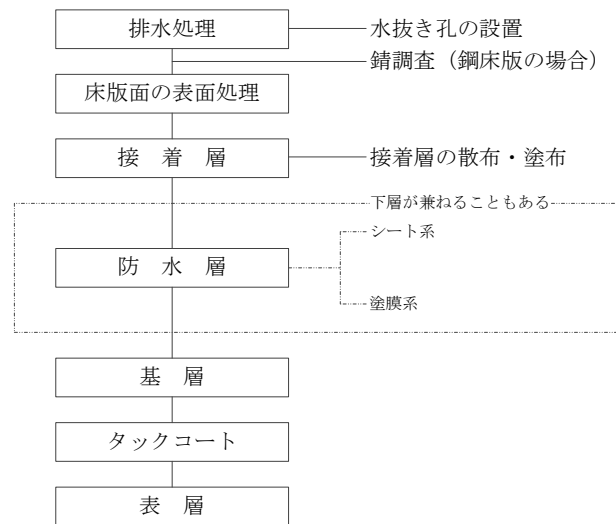 排水処理
水抜き孔の設置
錆調査（鋼床版の場合）
床版面の表面処理
接　着　層
接着層の散布・塗布
下層が兼ねることもある
シート系
防　水　層
塗膜系
基　層
タックコート
表　層